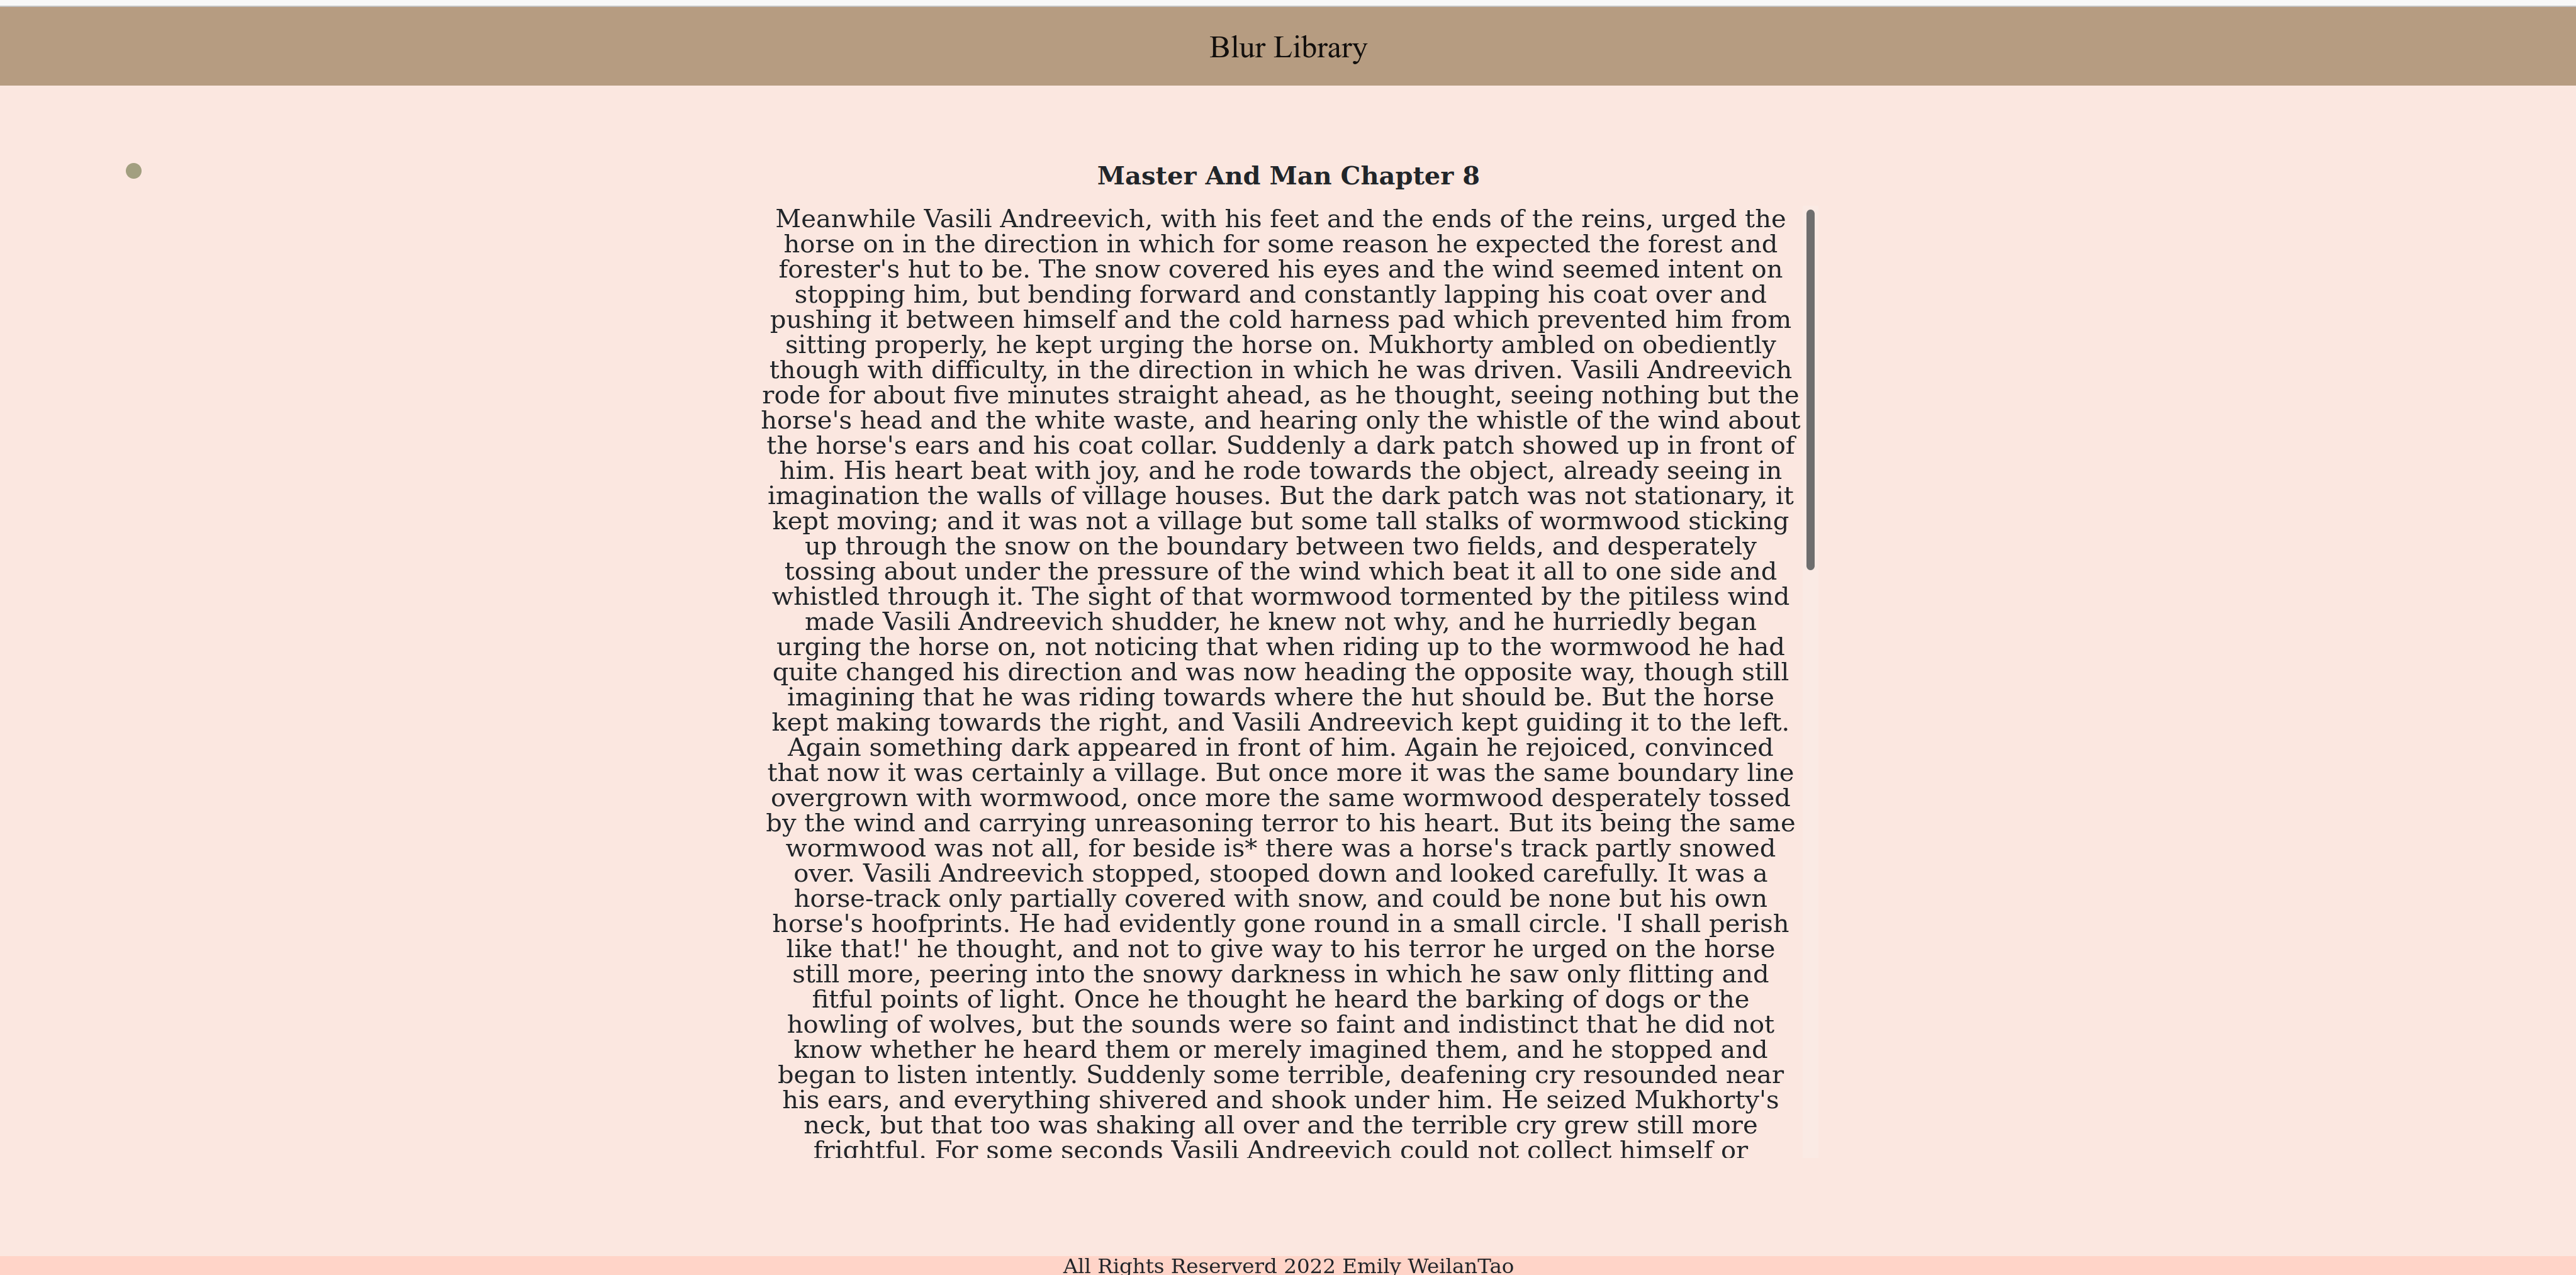 Blur Library
Master And Man Chapter 8
Meanwhile Vasili Andreevich, with his feet and the ends of the reins, urged the
horse on in the direction in which for some reason he expected the forest and
forester's hut to be. The snow covered his eyes and the wind seemed intent on
stopping him, but bending forward and constantly lapping his coat over and
pushing it between himself and the cold harness pad which prevented him from
sitting properly, he kept urging the horse on. Mukhorty ambled on obediently
though with difficulty, in the direction in which he was driven. Vasili Andreevich
rode for about five minutes straight ahead, as he thought, seeing nothing but the
horse's head and the white waste, and hearing only the whistle of the wind about
the horse's ears and his coat collar. Suddenly a dark patch showed up in front of
him. His heart beat with joy, and he rode towards the object, already seeing in
imagination the walls of village houses. But the dark patch was not stationary, it
kept moving; and it was not a village but some tall stalks of wormwood sticking
up through the snow on the boundary between two fields, and desperately
tossing about under the pressure of the wind which beat it all to one side and
whistled through it. The sight of that wormwood tormented by the pitiless wind
made Vasili Andreevich shudder, he knew not why, and he hurriedly began
urging the horse on, not noticing that when riding up to the wormwood he had
quite changed his direction and was now heading the opposite way, though still
imagining that he was riding towards where the hut should be. But the horse
kept making towards the right, and Vasili Andreevich kept guiding it to the left.
Again something dark appeared in front of him. Again he rejoiced, convinced
that now it was certainly a village. But once more it was the same boundary line
overgrown with wormwood, once more the same wormwood desperately tossed
by the wind and carrying unreasoning terror to his heart. But its being the same
wormwood was not all, for beside is* there was a horse's track partly snowed
over. Vasili Andreevich stopped, stooped down and looked carefully. It was a
horse-track only partially covered with snow, and could be none but his own
horse's hoofprints. He had evidently gone round in a small circle. 'I shall perish
like that!' he thought, and not to give way to his terror he urged on the horse
still more, peering into the snowy darkness in which he saw only flitting and
fitful points of light. Once he thought he heard the barking of dogs or the
howling of wolves, but the sounds were so faint and indistinct that he did not
know whether he heard them or merely imagined them, and he stopped and
began to listen intently. Suddenly some terrible, deafening cry resounded near
his ears, and everything shivered and shook under him. He seized Mukhorty's
neck, but that too was shaking all over and the terrible cry grew still more
frightful. For some seconds Vasili Andreevich could not collect himself or
All Rights Reserverd 2022 Emily WeilanTao